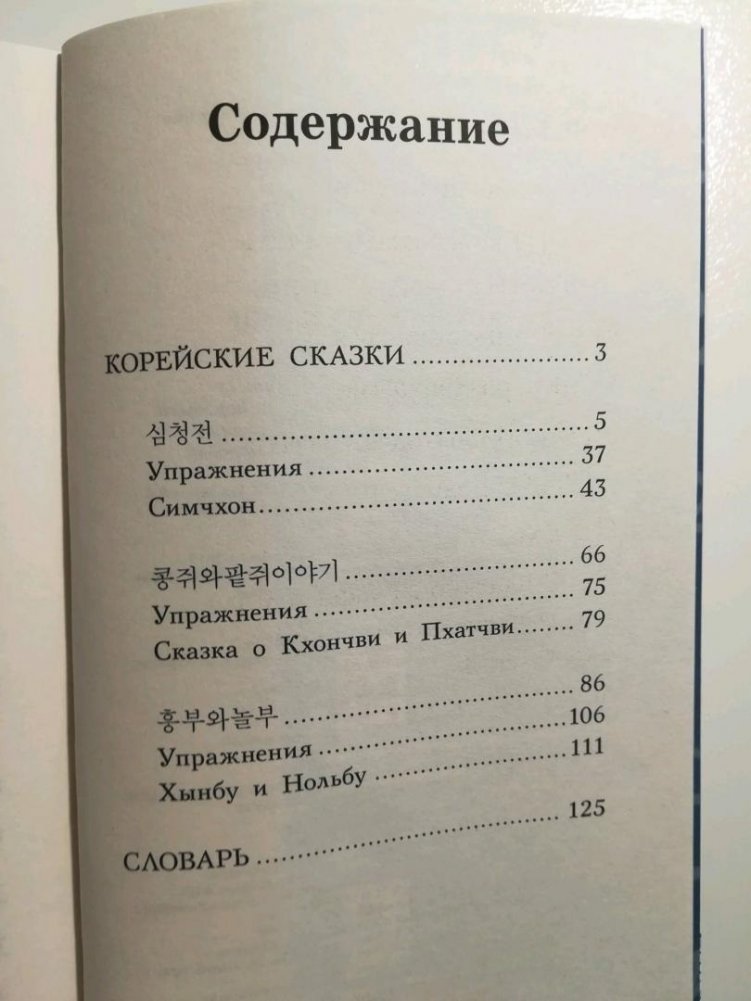 Содержание
КОРЕЙСКИЕ СКАЗКИ ........................ 3
심청전 ........................ 5
Упражнения ........................ 37
Симчхон ........................ 43
콩쥐와팥쥐이야기 ........................ 66
Упражнения ........................ 75
Сказка о Кхончви и Пхатчви ........ 79
흥부와놀부 ........................ 86
Упражнения ........................ 106
Хынбу и Нольбу ........................ 111
СЛОВАРЬ ........................ 125